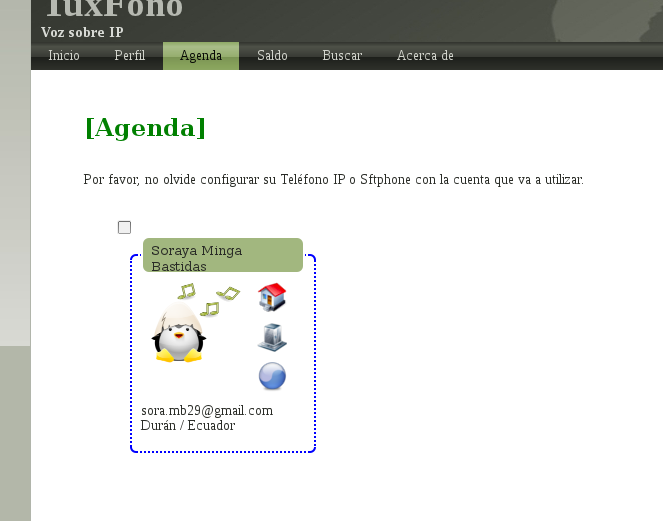 TuxFono
Voz sobre IP
Inicio Perfil Agenda Saldo Buscar Acerca de
[Agenda]
Por favor, no olvide configurar su Teléfono IP o Sftphone con la cuenta que va a utilizar.
Soraya Minga
Bastidas
sora.mb29@gmail.com
Durán / Ecuador